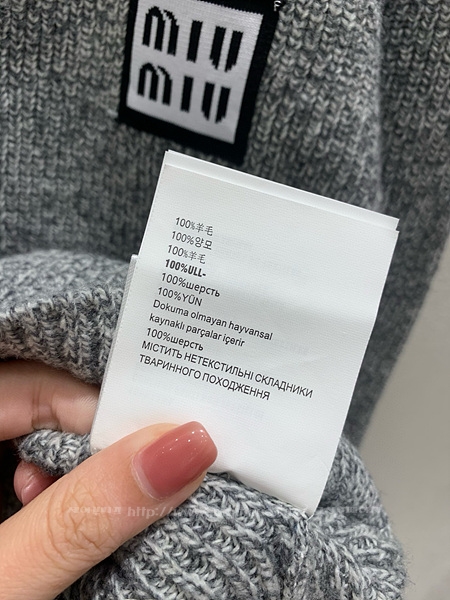 MIU
MIU
100%羊毛
100%양모
100%羊毛
100%ULL-
100%шерсть
100%YÜN
Dokuma olmayan hayvansal
kaynaklı parçalar içerir
100%шерсть
МІСТИТЬ НЕТЕКСТИЛЬНІ СКЛАДНИКИ
ТВАРИННОГО ПОХОДЖЕННЯ